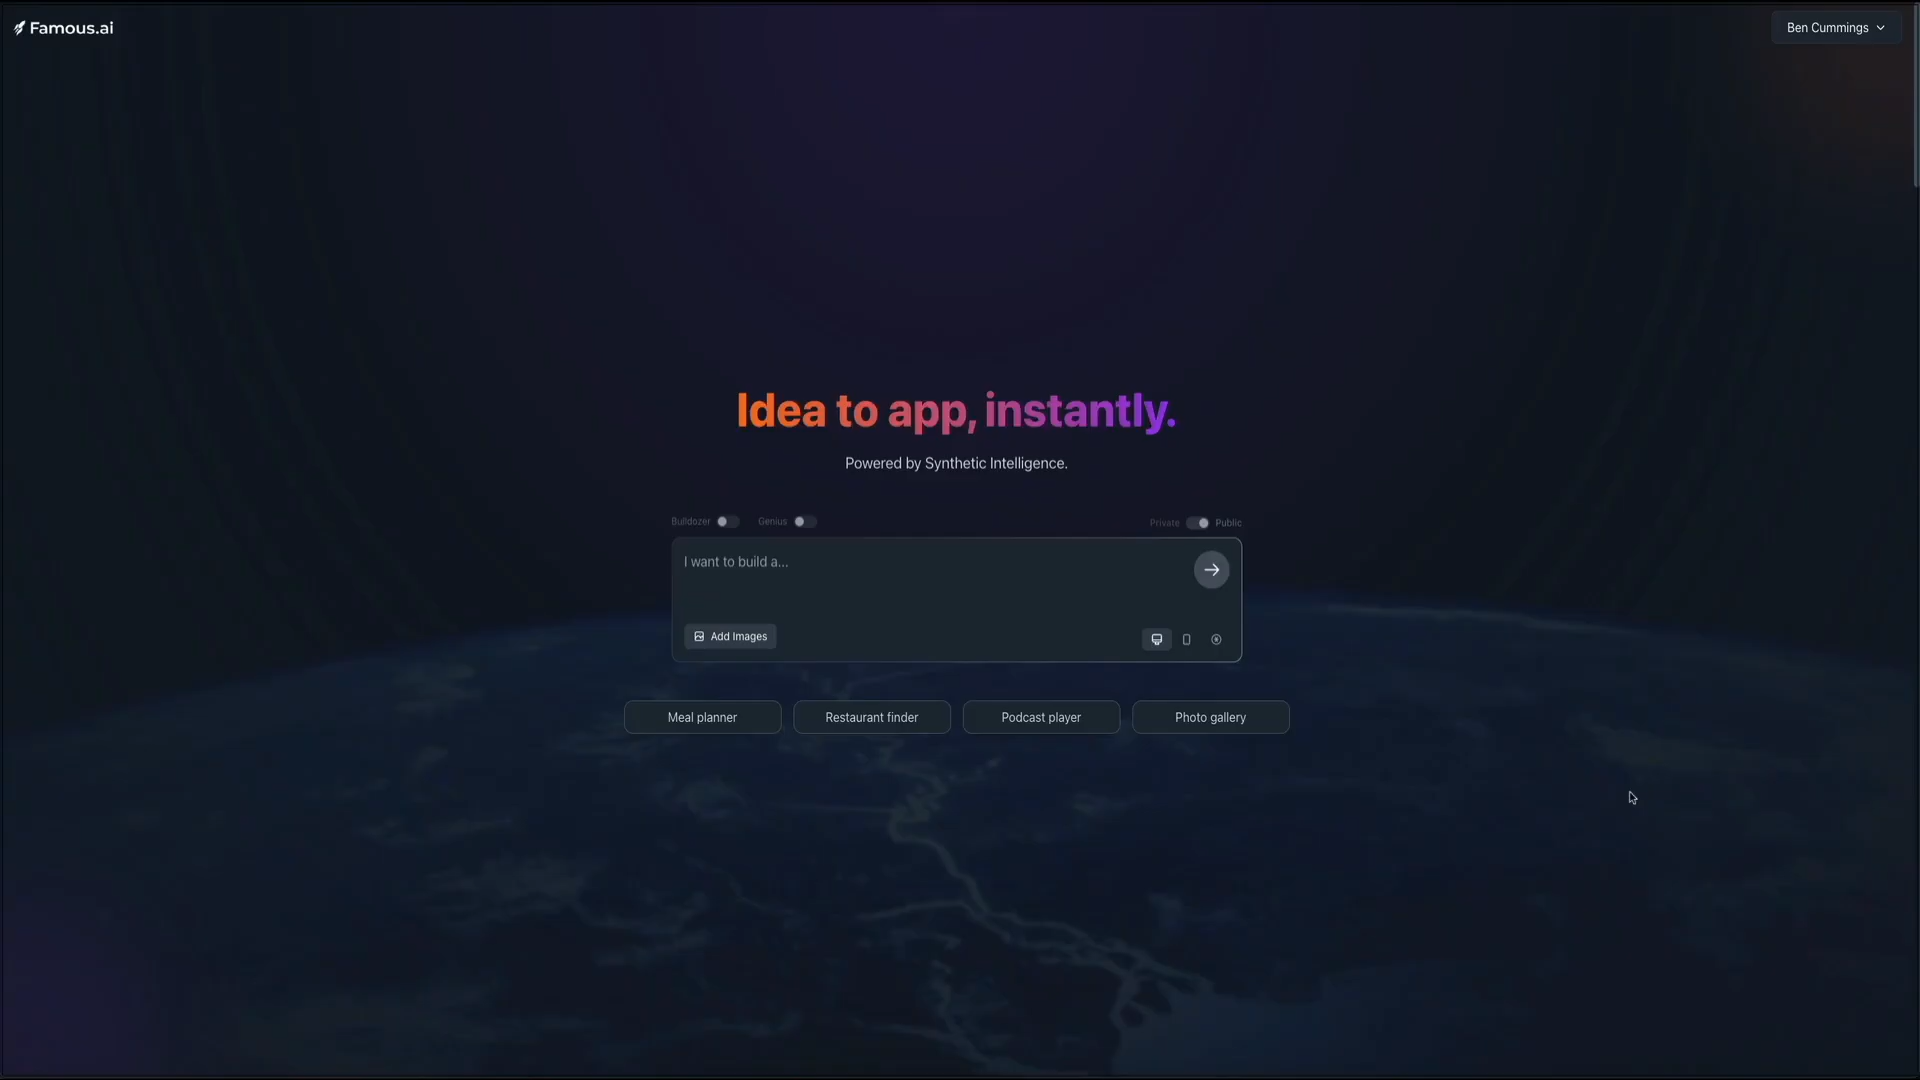 Famous.ai
Ben Cummings
Idea to app, instantly.
Powered by Synthetic Intelligence.
Bulldozer Genius Private Public
I want to build a...
Add Images
Meal planner Restaurant finder Podcast player Photo gallery